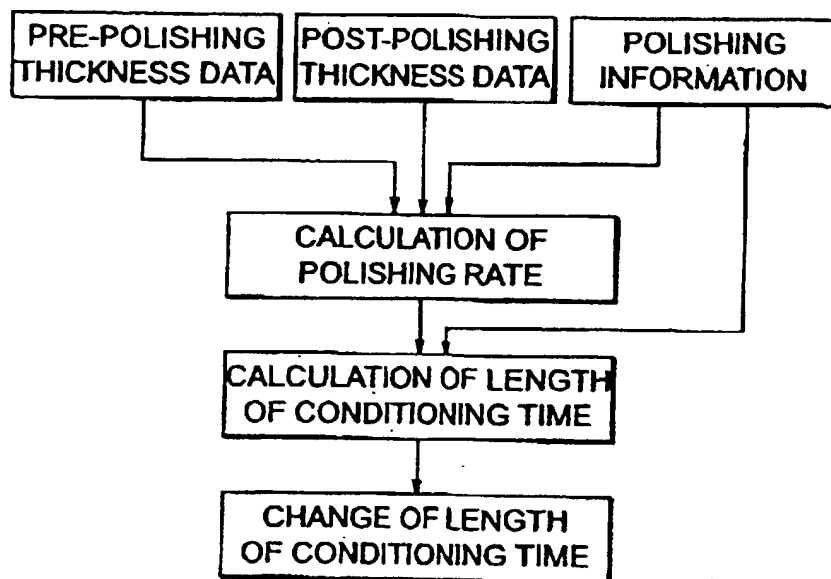 PRE-POLISHING
THICKNESS DATA
POST-POLISHING
THICKNESS DATA
POLISHING
INFORMATION
CALCULATION OF
POLISHING RATE
CALCULATION OF LENGTH
OF CONDITIONING TIME
CHANGE OF LENGTH
OF CONDITIONING TIME